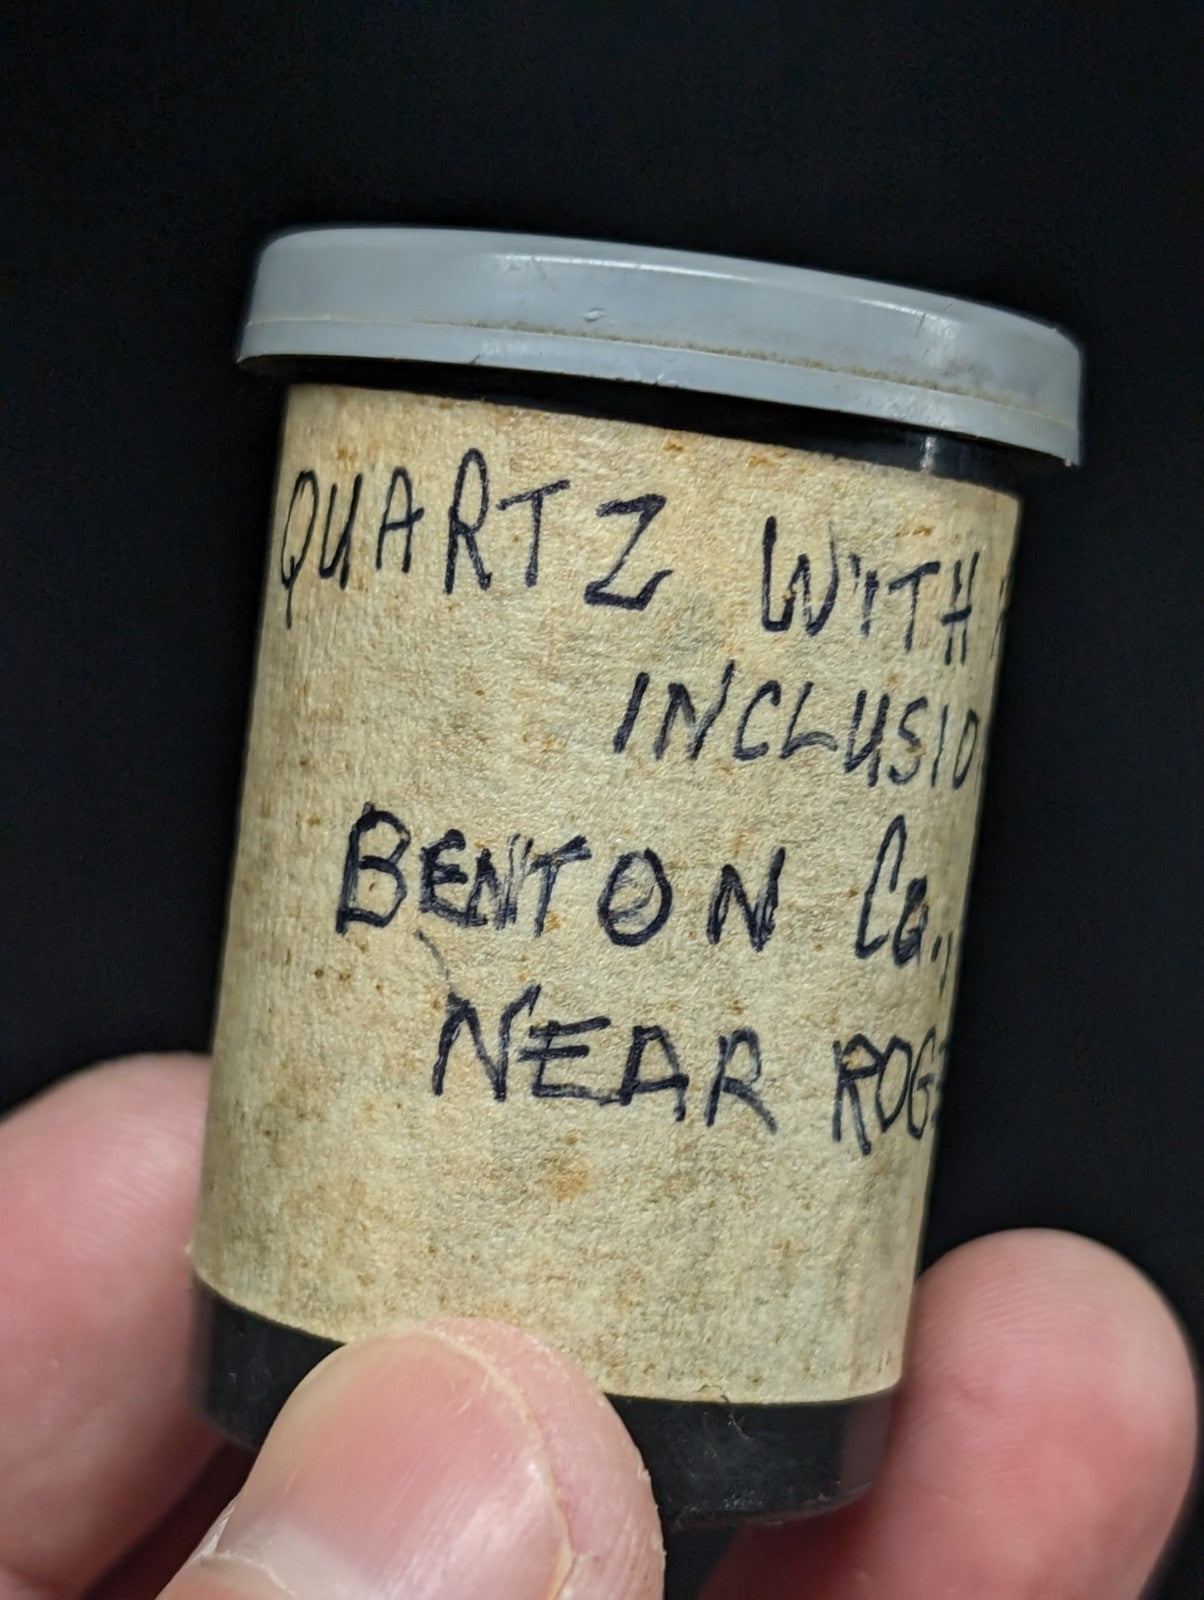 QUARTZ WITH
INCLUSIO
BENTON Co.,
NEAR ROG